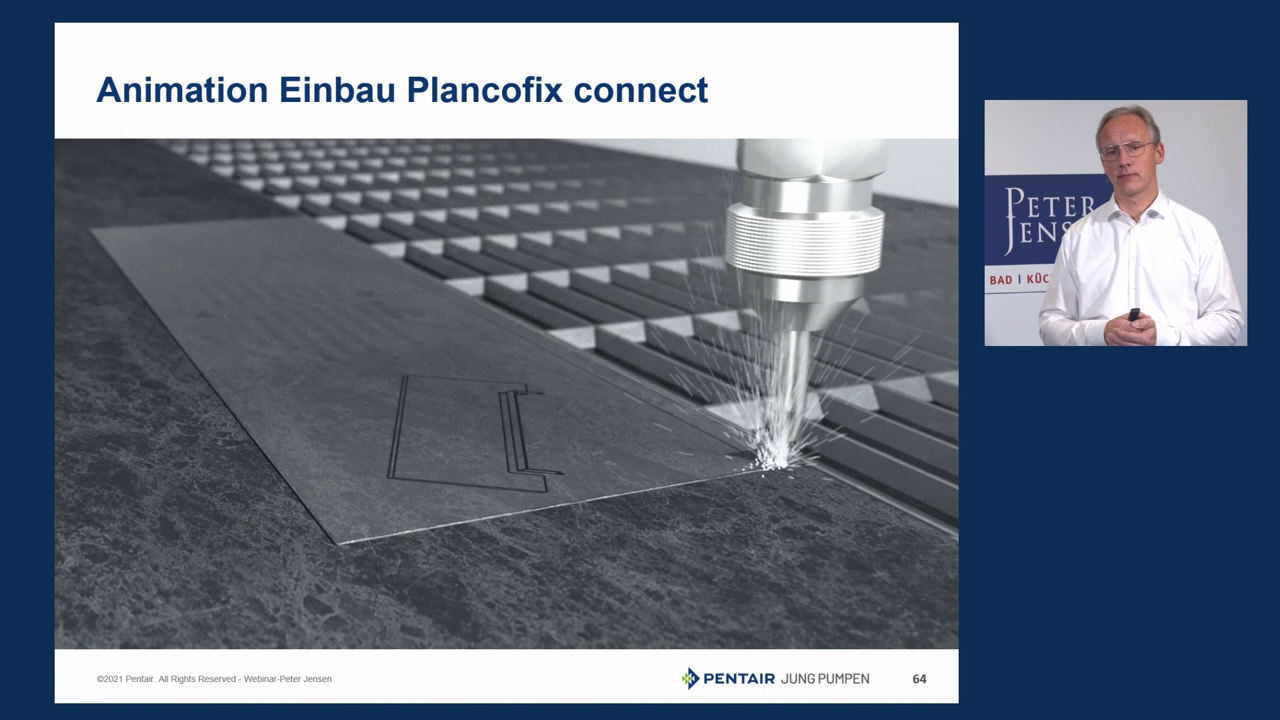 Animation Einbau Plancofix connect
PETER
JENS
BAD | KÜC
©2021 Pentair. All Rights Reserved - Webinar-Peter Jensen
PENTAIR JUNG PUMPEN
64